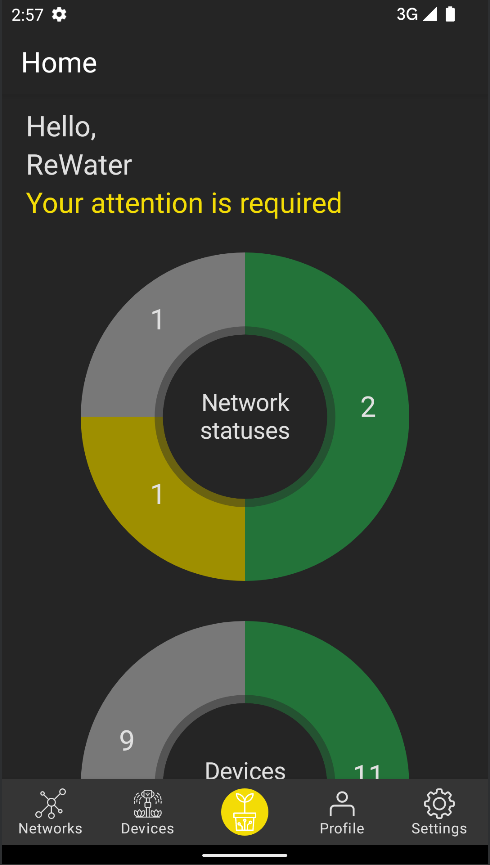 2:57
3G
Home
Hello,
ReWater
Your attention is required
1
2
Network
statuses
1
9
Devices
11
Networks
Devices
Profile
Settings